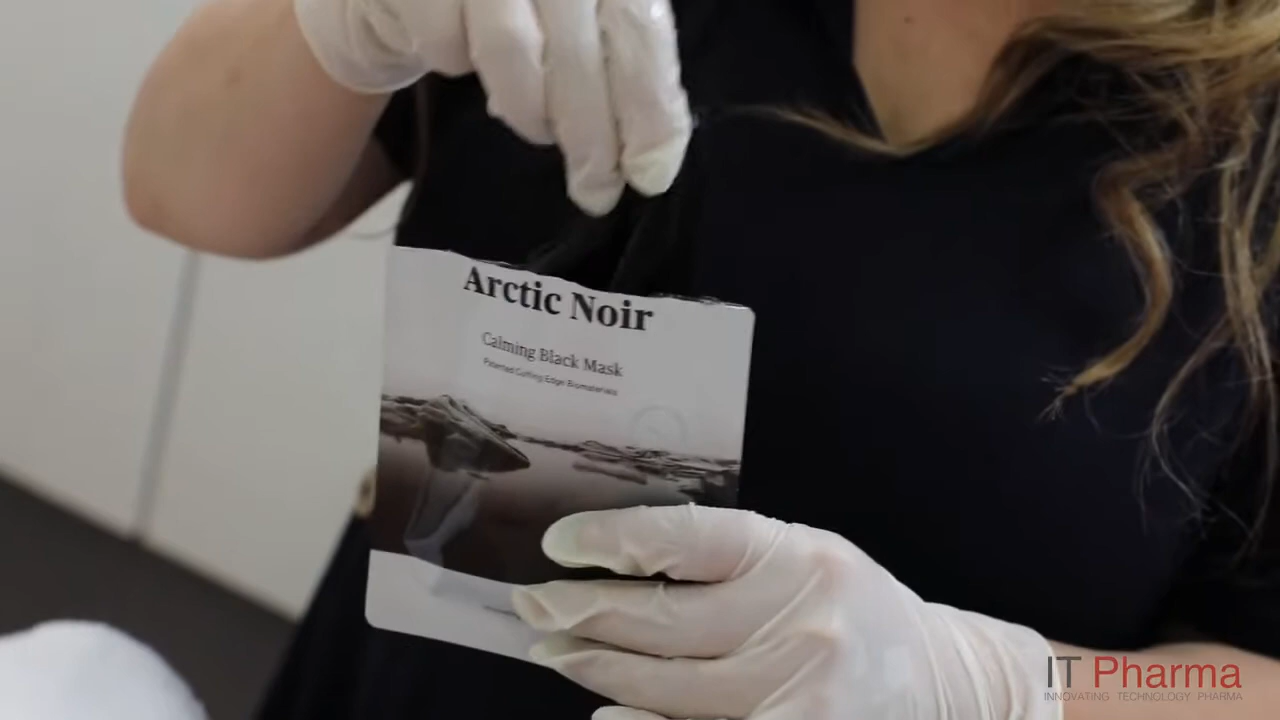 Arctic Noir
Calming Black Mask
Patented Cutting Edge Biomaterials
IT Pharma
INNOVATING TECHNOLOGY PHARMA